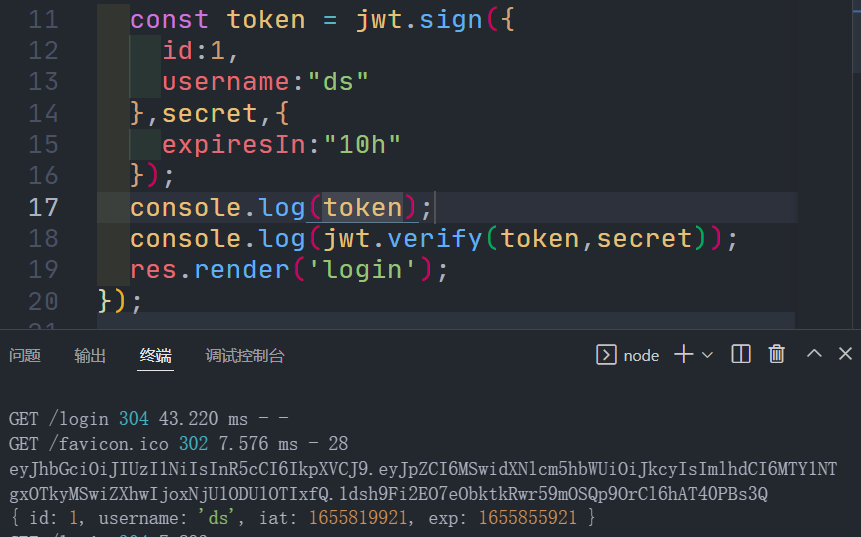 11 const token = jwt.sign({
12 id:1,
13 username:"ds"
14 },secret,{
15 expiresIn:"10h"
16 });
17 console.log(token);
18 console.log(jwt.verify(token,secret));
19 res.render('login');
20 });
问题 输出 终端 调试控制台 node
GET /login 304 43.220 ms - -
GET /favicon.ico 302 7.576 ms - 28
eyJhbGciOiJIUzI1NiIsInR5cCI6IkpXVCJ9.eyJpZCI6MSwidXNlcm5hbWUiOiJkcyIsImlhdCI6MTY1NT
gxOTkyMSwiZXhwIjoxNjU1ODU1OTIxfQ.1dsh9Fi2EO7eObktkRwr59mOSQp9OrCl6hAT4OPBs3Q
{ id: 1, username: 'ds', iat: 1655819921, exp: 1655855921 }